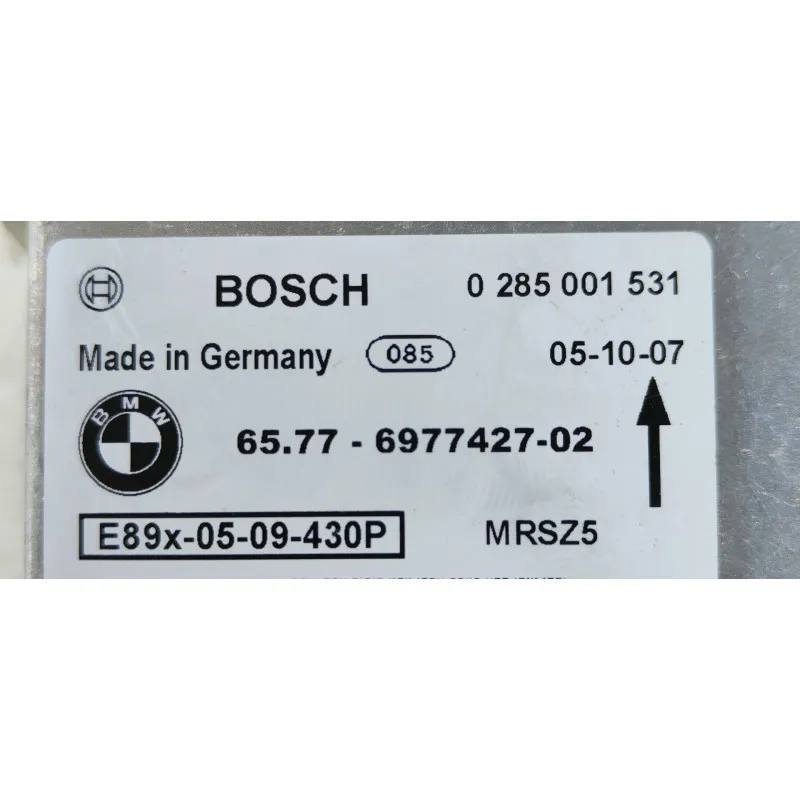 BOSCH 0 285 001 531
Made in Germany 085 05-10-07
BMW 65.77 - 6977427-02
E89x-05-09-430P MRSZ5